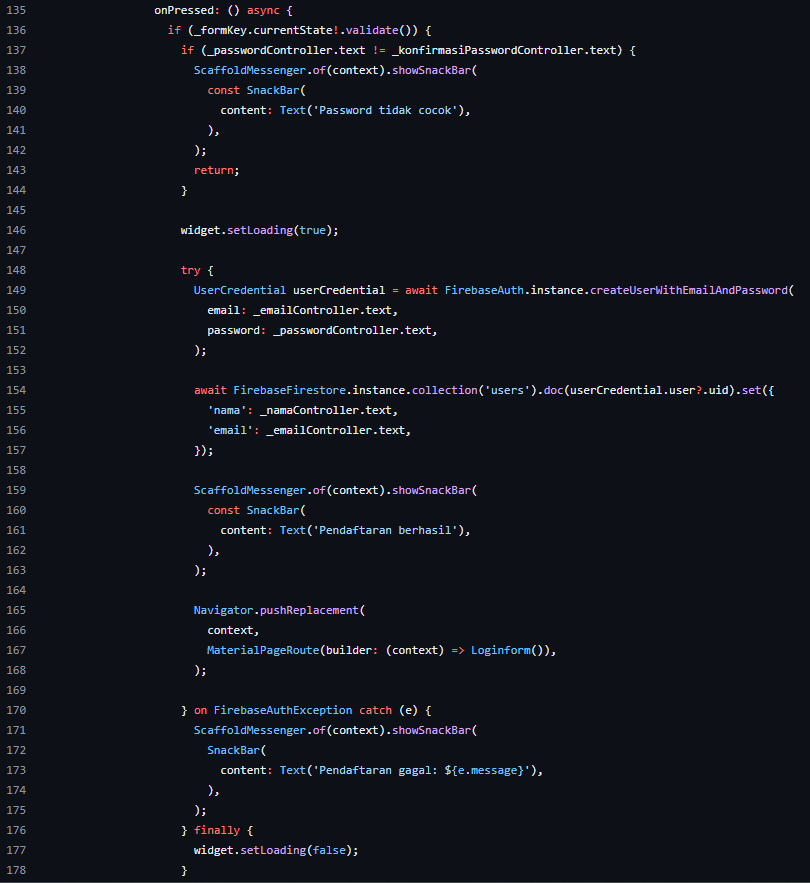 135 onPressed: () async {
136 if (_formKey.currentState!.validate()) {
137 if (_passwordController.text != _konfirmasiPasswordController.text) {
138 ScaffoldMessenger.of(context).showSnackBar(
139 const SnackBar(
140 content: Text('Password tidak cocok'),
141 ),
142 );
143 return;
144 }
145
146 widget.setLoading(true);
147
148 try {
149 UserCredential userCredential = await FirebaseAuth.instance.createUserWithEmailAndPassword(
150 email: _emailController.text,
151 password: _passwordController.text,
152 );
153
154 await FirebaseFirestore.instance.collection('users').doc(userCredential.user?.uid).set({
155 'nama': _namaController.text,
156 'email': _emailController.text,
157 });
158
159 ScaffoldMessenger.of(context).showSnackBar(
160 const SnackBar(
161 content: Text('Pendaftaran berhasil'),
162 ),
163 );
164
165 Navigator.pushReplacement(
166 context,
167 MaterialPageRoute(builder: (context) => Loginform()),
168 );
169
170 } on FirebaseAuthException catch (e) {
171 ScaffoldMessenger.of(context).showSnackBar(
172 SnackBar(
173 content: Text('Pendaftaran gagal: ${e.message}'),
174 ),
175 );
176 } finally {
177 widget.setLoading(false);
178 }